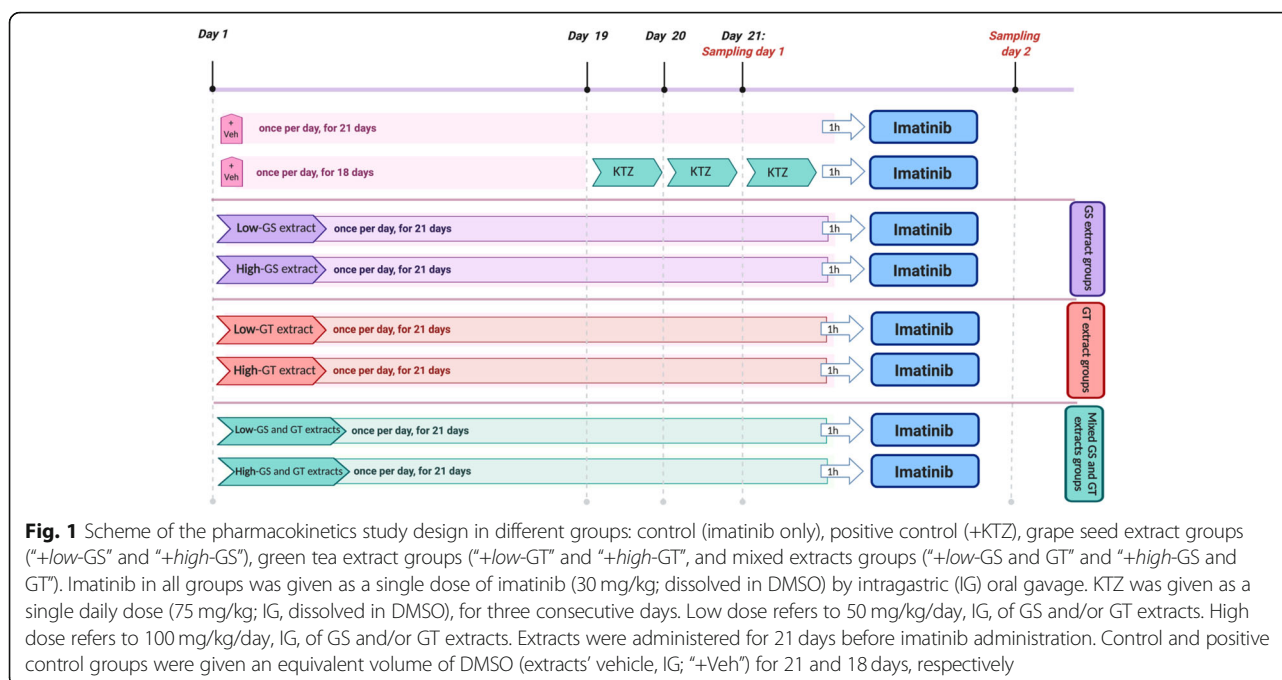 Day 1
Day 19
Day 20
Day 21:
Sampling day 1
Sampling
day 2
+
Veh
once per day, for 21 days
1h
Imatinib
+
Veh
once per day, for 18 days
KTZ
KTZ
KTZ
1h
Imatinib
Low-GS extract
once per day, for 21 days
1h
Imatinib
High-GS extract
once per day, for 21 days
1h
Imatinib
GS extract
groups
Low-GT extract
once per day, for 21 days
1h
Imatinib
High-GT extract
once per day, for 21 days
1h
Imatinib
GT extract
groups
Low-GS and GT extracts
once per day, for 21 days
1h
Imatinib
High-GS and GT extracts
once per day, for 21 days
1h
Imatinib
Mixed GS and GT
extracts groups
Fig. 1 Scheme of the pharmacokinetics study design in different groups: control (imatinib only), positive control (+KTZ), grape seed extract groups
("+low-GS" and "+high-GS"), green tea extract groups ("+low-GT" and "+high-GT", and mixed extracts groups ("+low-GS and GT" and "+high-GS and
GT"). Imatinib in all groups was given as a single dose of imatinib (30 mg/kg; dissolved in DMSO) by intragastric (IG) oral gavage. KTZ was given as a
single daily dose (75 mg/kg; IG, dissolved in DMSO), for three consecutive days. Low dose refers to 50 mg/kg/day, IG, of GS and/or GT extracts. High
dose refers to 100 mg/kg/day, IG, of GS and/or GT extracts. Extracts were administered for 21 days before imatinib administration. Control and positive
control groups were given an equivalent volume of DMSO (extracts' vehicle, IG; "+Veh") for 21 and 18 days, respectively